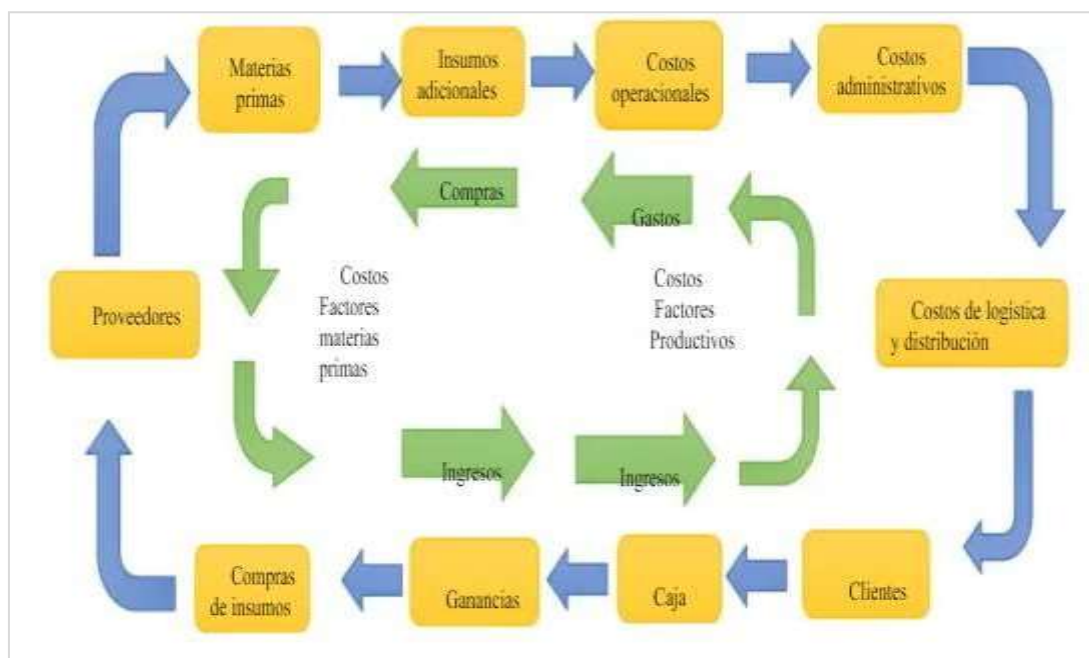 Materias
primas
Insumos
adicionales
Costos
operacionales
Costos
administrativos
Compras
Gastos
Proveedores
Costos
Factores
materias
primas
Costos
Factores
Productivos
Costos de logística
y distribución
Ingresos
Ingresos
Compras
de insumos
Ganancias
Caja
Clientes